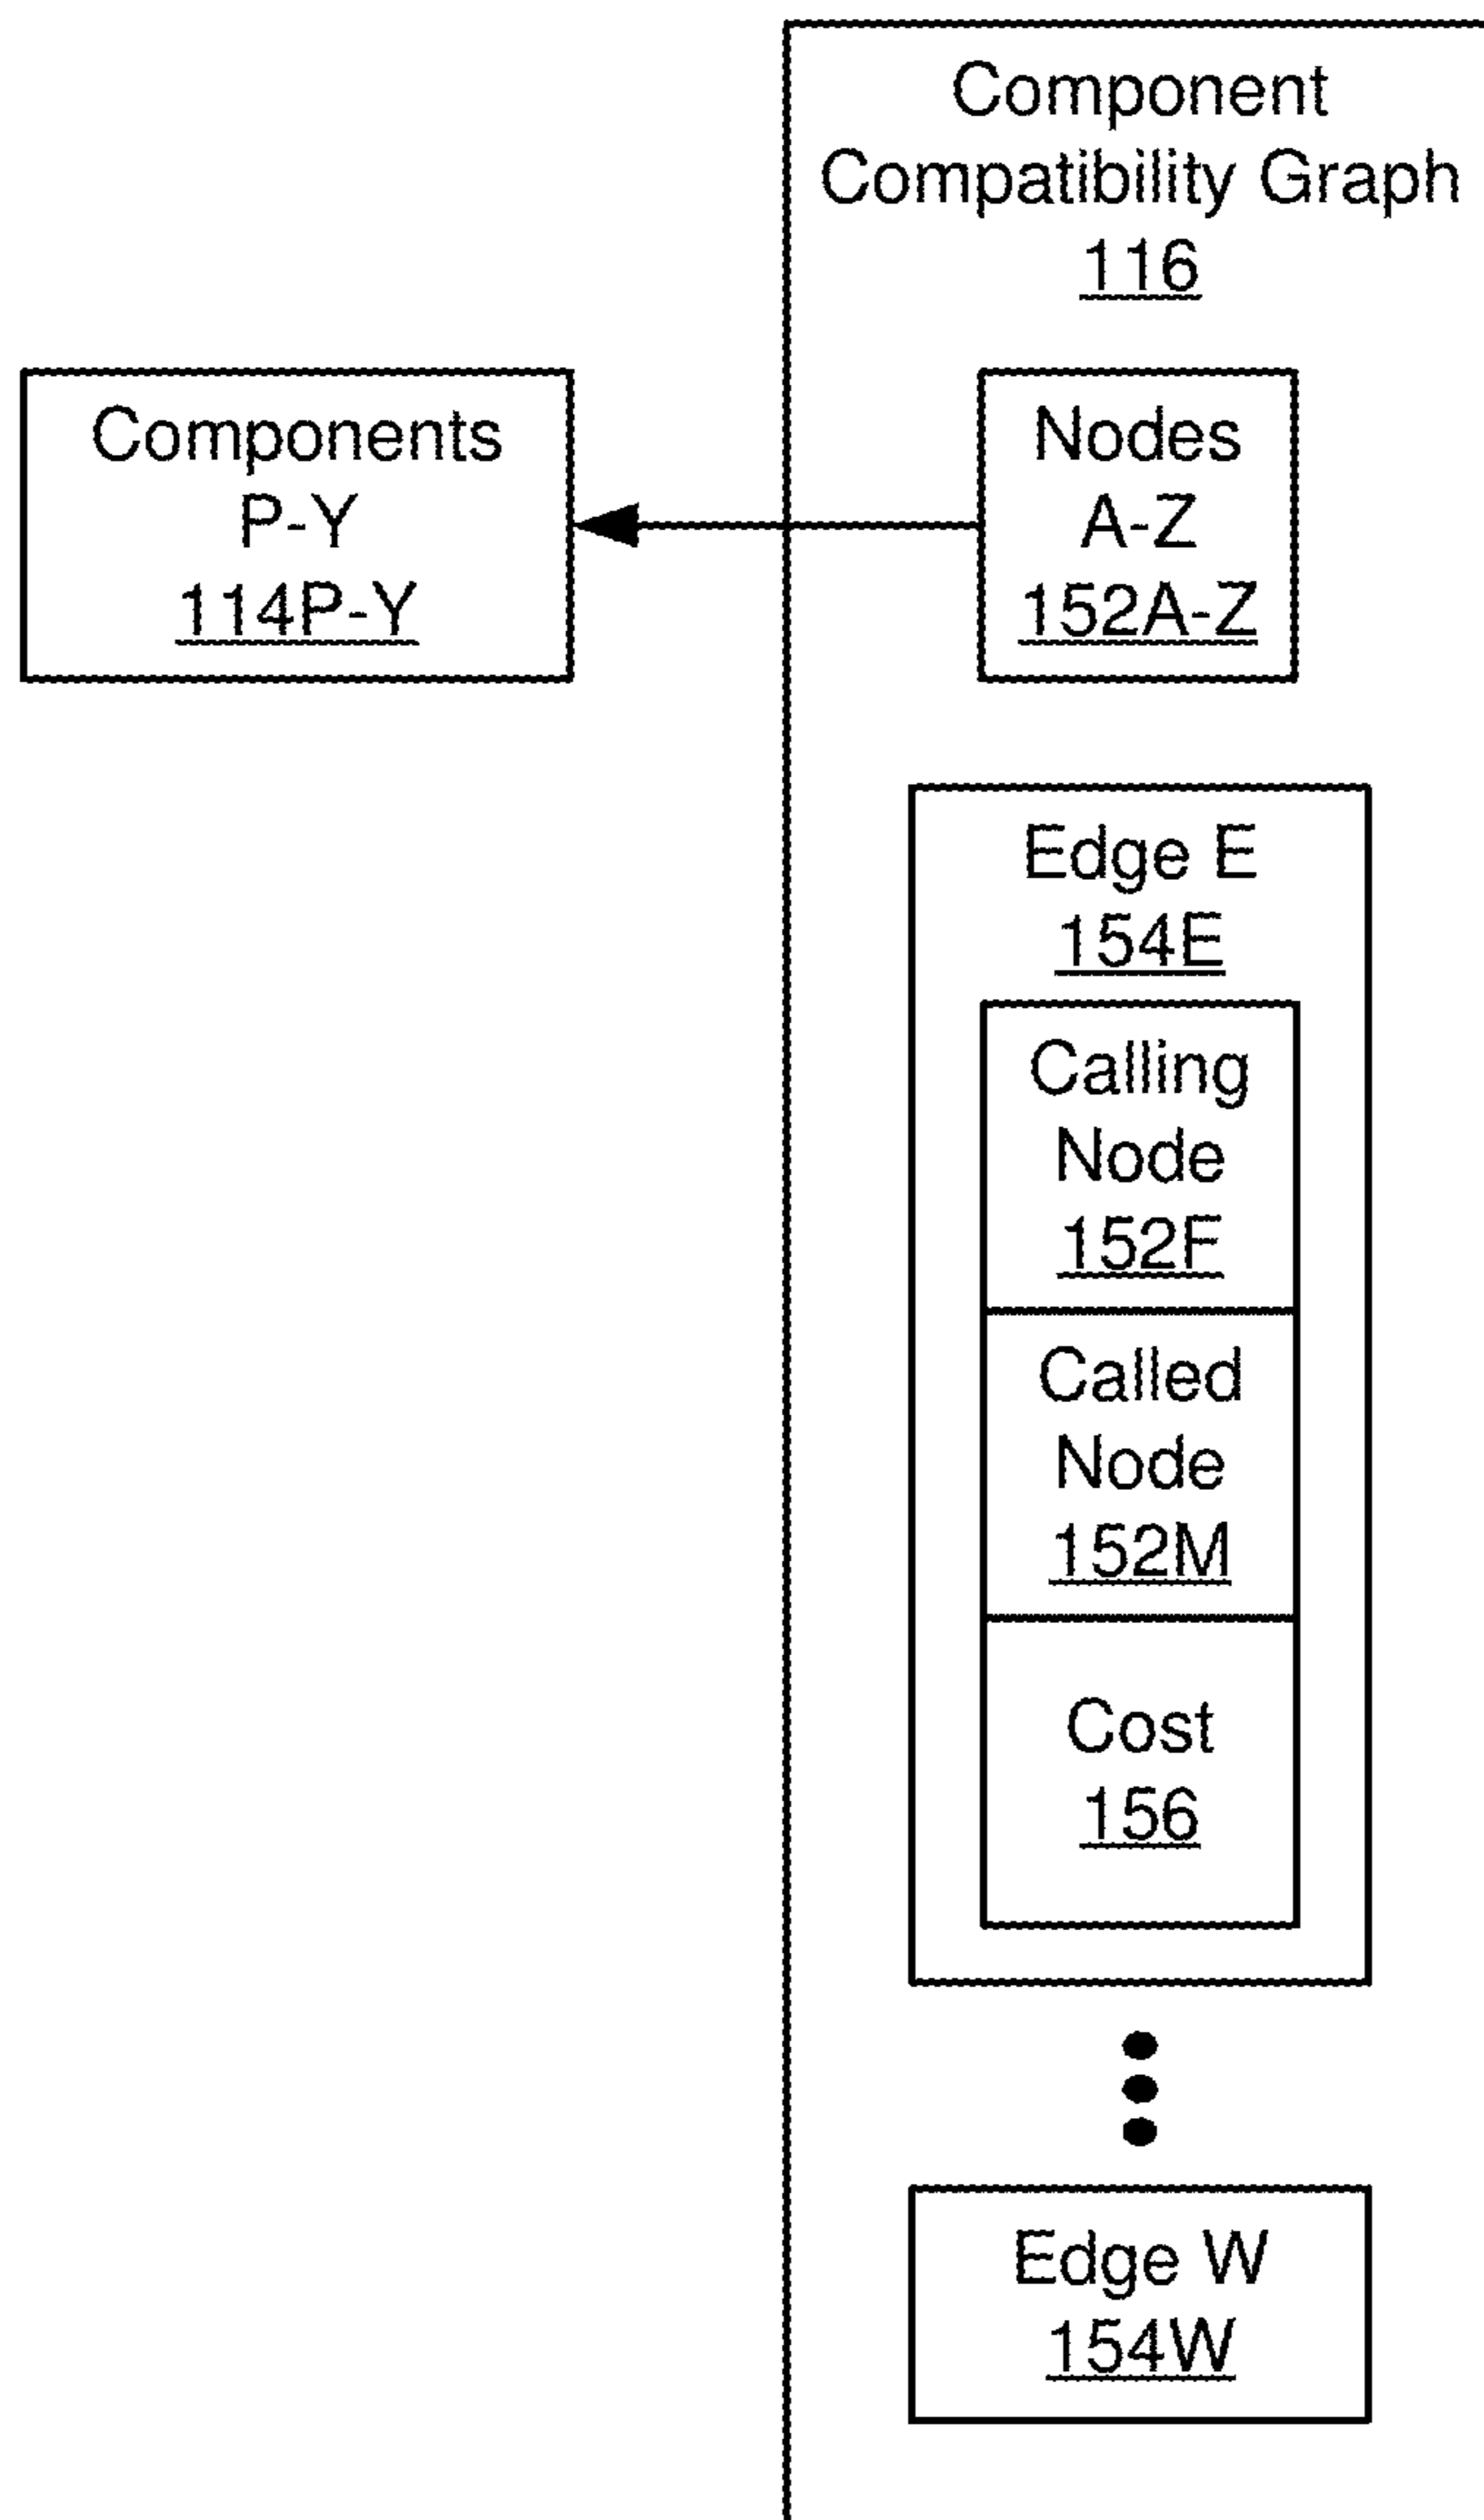 Component
Compatibility Graph
116
Components
P-Y
114P-Y
Nodes
A-Z
152A-Z
Edge E
154E
Calling
Node
152F
Called
Node
152M
Cost
156
Edge W
154W